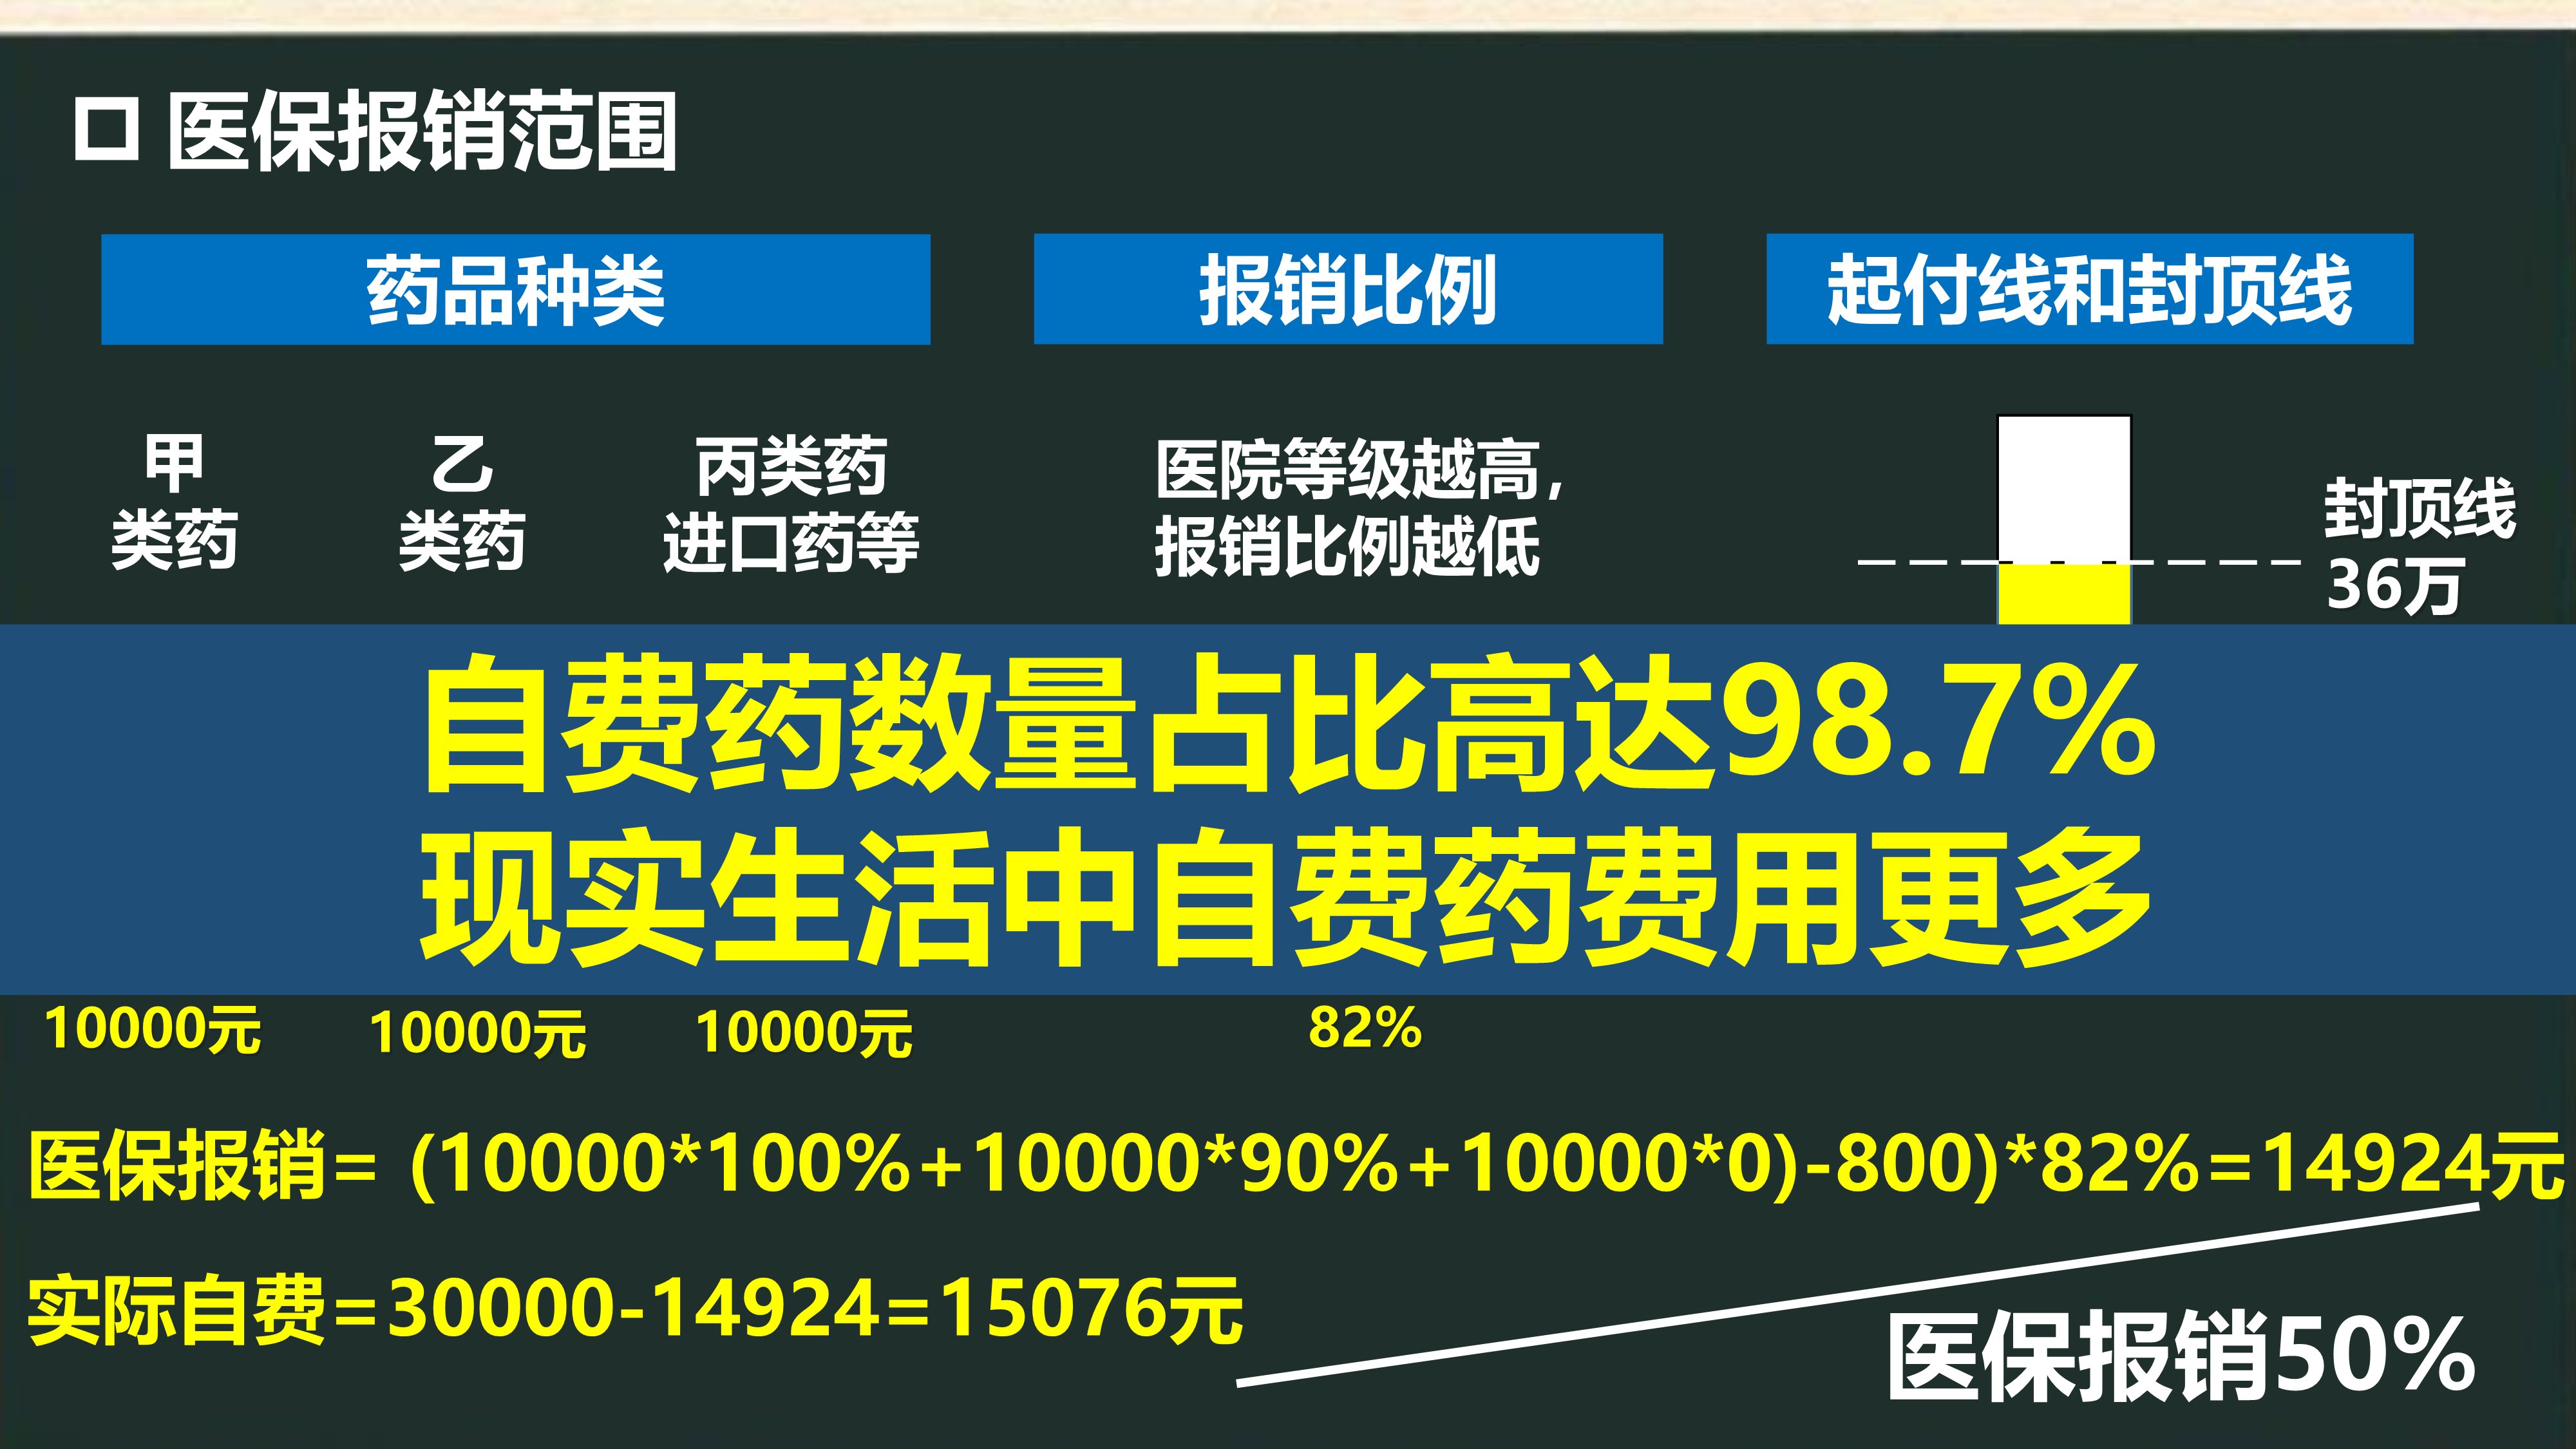 医保报销范围
药品种类
报销比例
起付线和封顶线
甲
类药
乙
类药
丙类药
进口药等
医院等级越高,
报销比例越低
封顶线
36万
自费药数量占比高达98.7%
现实生活中自费药费用更多
10000元
10000元
10000元
82%
医保报销= (10000*100%+10000*90%+10000*0)-800)*82%=14924元
实际自费=30000-14924=15076元
医保报销50%